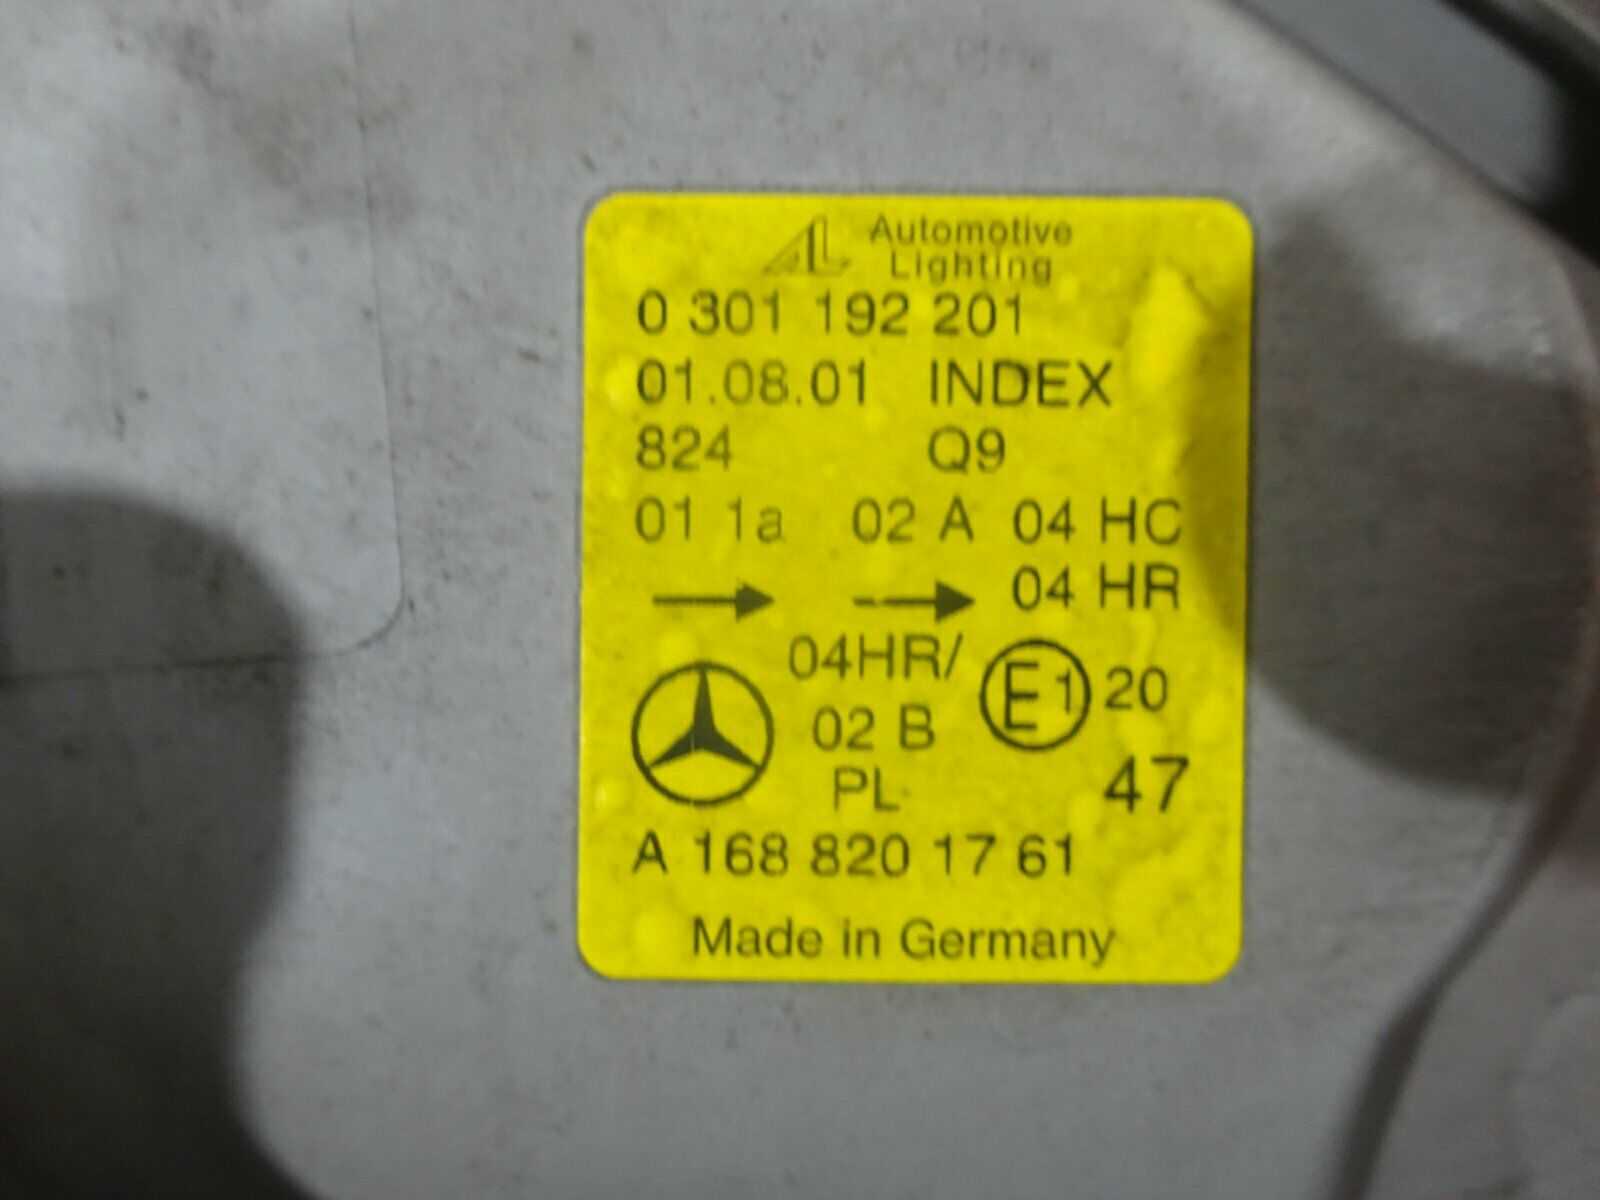 AL Automotive
Lighting
0 301 192 201
01.08.01 INDEX
824 Q9
01 1a 02 A 04 HC
04 HR
04HR/
E1 20
02 B
PL 47
A 168 820 17 61
Made in Germany